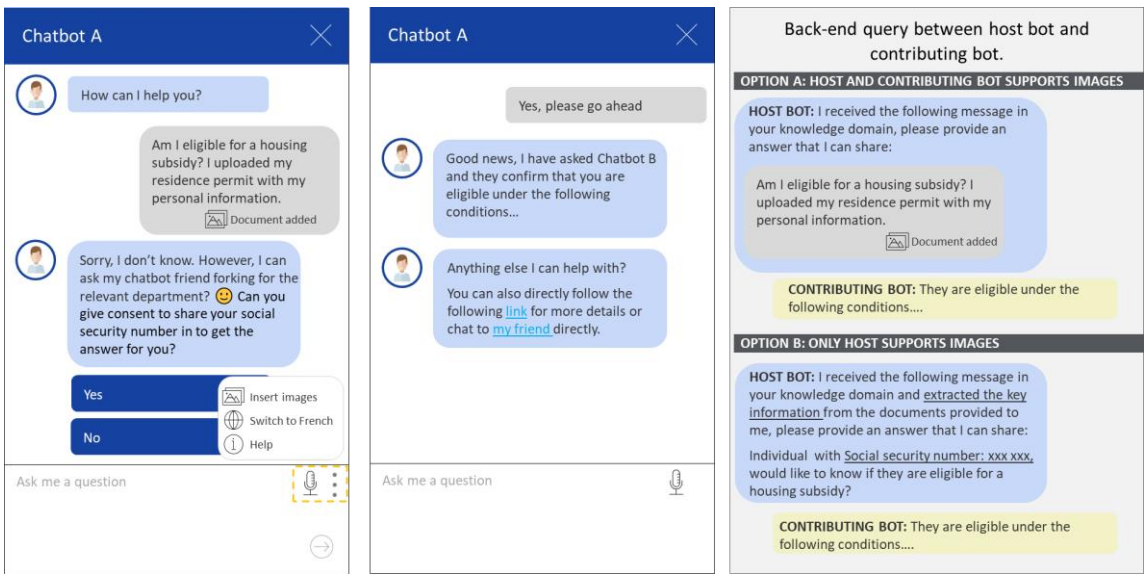 Chatbot A
How can I help you?
Am I eligible for a housing
subsidy? I uploaded my
residence permit with my
personal information.
Document added
Sorry, I don't know. However, I can
ask my chatbot friend forking for the
relevant department? 🙂 Can you
give consent to share your social
security number in to get the
answer for you?
Yes
No
Insert images
Switch to French
Help
Ask me a question
Chatbot A
Yes, please go ahead
Good news, I have asked Chatbot B
and they confirm that you are
eligible under the following
conditions...
Anything else I can help with?
You can also directly follow the
following link for more details or
chat to my friend directly.
Ask me a question
Back-end query between host bot and
contributing bot.
OPTION A: HOST AND CONTRIBUTING BOT SUPPORTS IMAGES
HOST BOT: I received the following message in
your knowledge domain, please provide an
answer that I can share:
Am I eligible for a housing subsidy? I
uploaded my residence permit with my
personal information.
Document added
CONTRIBUTING BOT: They are eligible under the
following conditions....
OPTION B: ONLY HOST SUPPORTS IMAGES
HOST BOT: I received the following message in
your knowledge domain and extracted the key
information from the documents provided to
me, please provide an answer that I can share:
Individual with Social security number: xxx xxx,
would like to know if they are eligible for a
housing subsidy?
CONTRIBUTING BOT: They are eligible under the
following conditions....